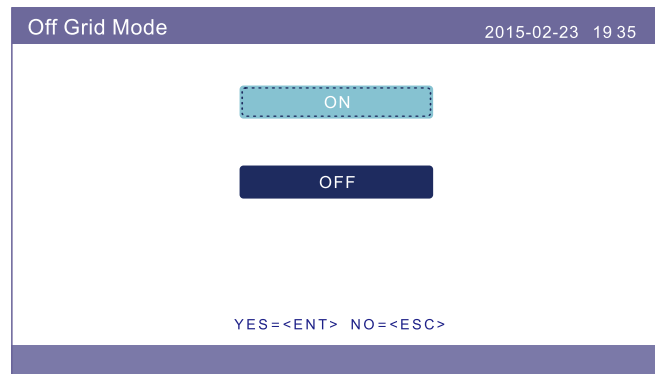 Off Grid Mode 2015-02-23 19 35
ON
OFF
YES=<ENT> NO=<ESC>